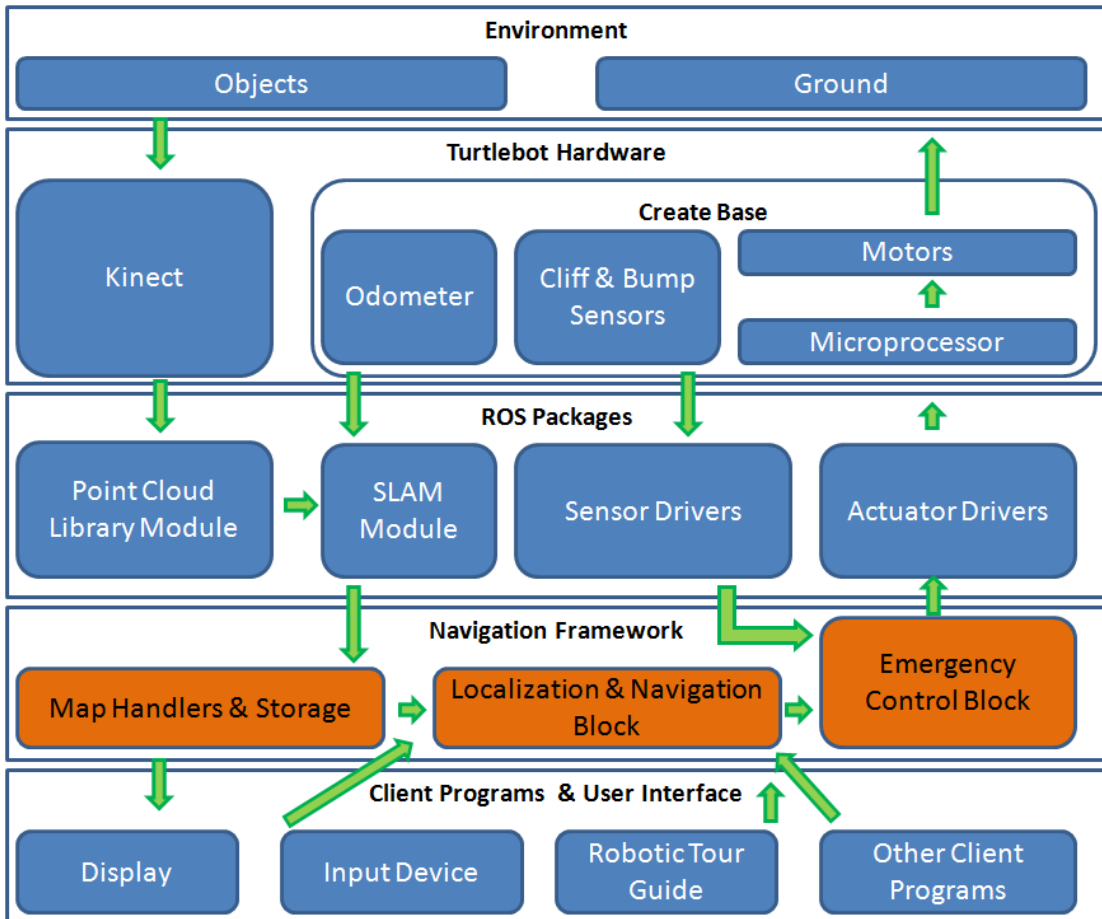 Environment
Objects
Ground
Turtlebot Hardware
Kinect
Create Base
Odometer
Cliff & Bump
Sensors
Motors
Microprocessor
ROS Packages
Point Cloud
Library Module
SLAM
Module
Sensor Drivers
Actuator Drivers
Navigation Framework
Map Handlers & Storage
Localization & Navigation
Block
Emergency
Control Block
Client Programs & User Interface
Display
Input Device
Robotic Tour
Guide
Other Client
Programs